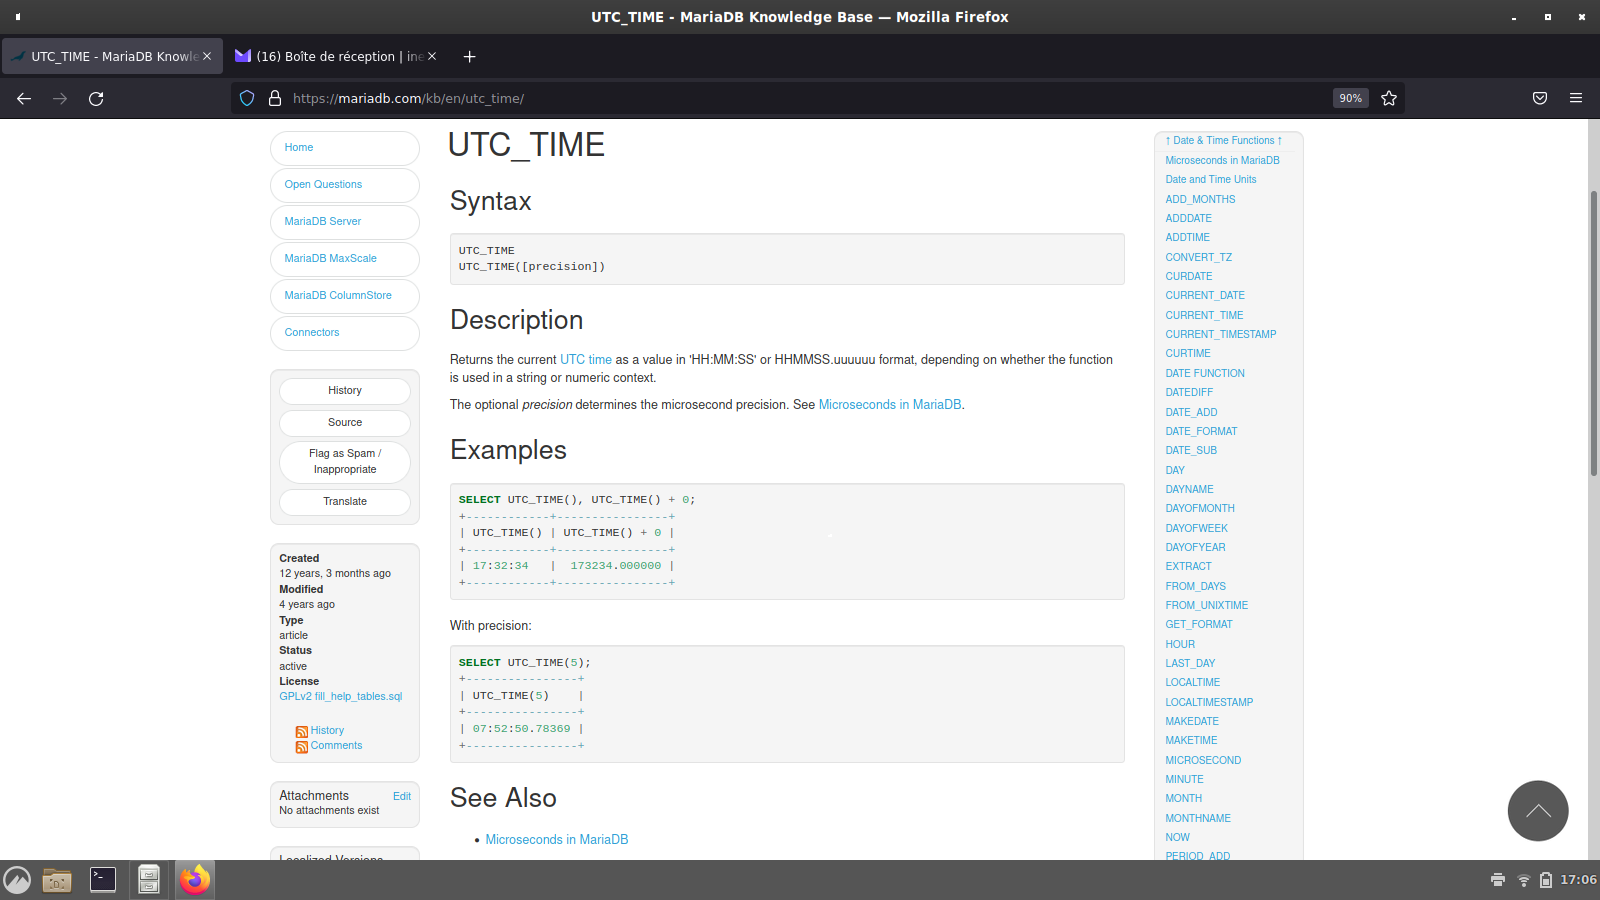 UTC_TIME - MariaDB Knowledge Base — Mozilla Firefox
UTC_TIME - MariaDB Knowle
(16) Boîte de réception | ine
https://mariadb.com/kb/en/utc_time/
90%
Home
Open Questions
MariaDB Server
MariaDB MaxScale
MariaDB ColumnStore
Connectors
History
Source
Flag as Spam /
Inappropriate
Translate
Created
12 years, 3 months ago
Modified
4 years ago
Type
article
Status
active
License
GPLv2 fill_help_tables.sql
History
Comments
Attachments Edit
No attachments exist
Localized Versions
UTC_TIME
Syntax
UTC_TIME
UTC_TIME([precision])
Description
Returns the current UTC time as a value in 'HH:MM:SS' or HHMMSS.uuuuuu format, depending on whether the function
is used in a string or numeric context.
The optional precision determines the microsecond precision. See Microseconds in MariaDB.
Examples
SELECT UTC_TIME(), UTC_TIME() + 0;
+------------+----------------+
| UTC_TIME() | UTC_TIME() + 0 |
+------------+----------------+
| 17:32:34   |  173234.000000 |
+------------+----------------+
With precision:
SELECT UTC_TIME(5);
+----------------+
| UTC_TIME(5)    |
+----------------+
| 07:52:50.78369 |
+----------------+
See Also
• Microseconds in MariaDB
↑ Date & Time Functions ↑
Microseconds in MariaDB
Date and Time Units
ADD_MONTHS
ADDDATE
ADDTIME
CONVERT_TZ
CURDATE
CURRENT_DATE
CURRENT_TIME
CURRENT_TIMESTAMP
CURTIME
DATE FUNCTION
DATEDIFF
DATE_ADD
DATE_FORMAT
DATE_SUB
DAY
DAYNAME
DAYOFMONTH
DAYOFWEEK
DAYOFYEAR
EXTRACT
FROM_DAYS
FROM_UNIXTIME
GET_FORMAT
HOUR
LAST_DAY
LOCALTIME
LOCALTIMESTAMP
MAKEDATE
MAKETIME
MICROSECOND
MINUTE
MONTH
MONTHNAME
NOW
PERIOD_ADD
17:06